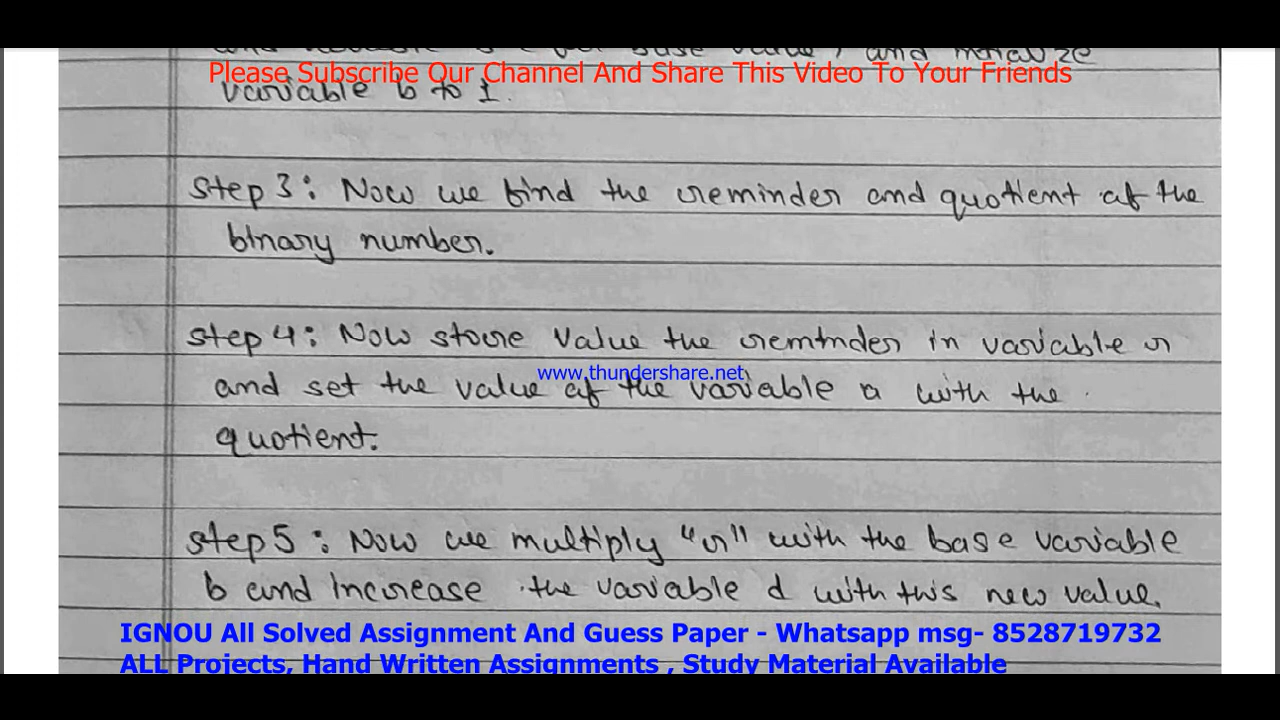 base value, and
Please Subscribe Our Channel And Share This Video To Your Friends
variable b to 1.
Step 3: Now we find the reminder and quotient of the
binary number.
Step 4: Now store value the reminder in variable r
www.thundershare.net
and set the value of the variable a with the
quotient.
Step 5: Now we multiply "r" with the base variable
b and increase the variable d with this new value.
IGNOU All Solved Assignment And Guess Paper - Whatsapp msg- 8528719732
ALL Projects, Hand Written Assignments , Study Material Available